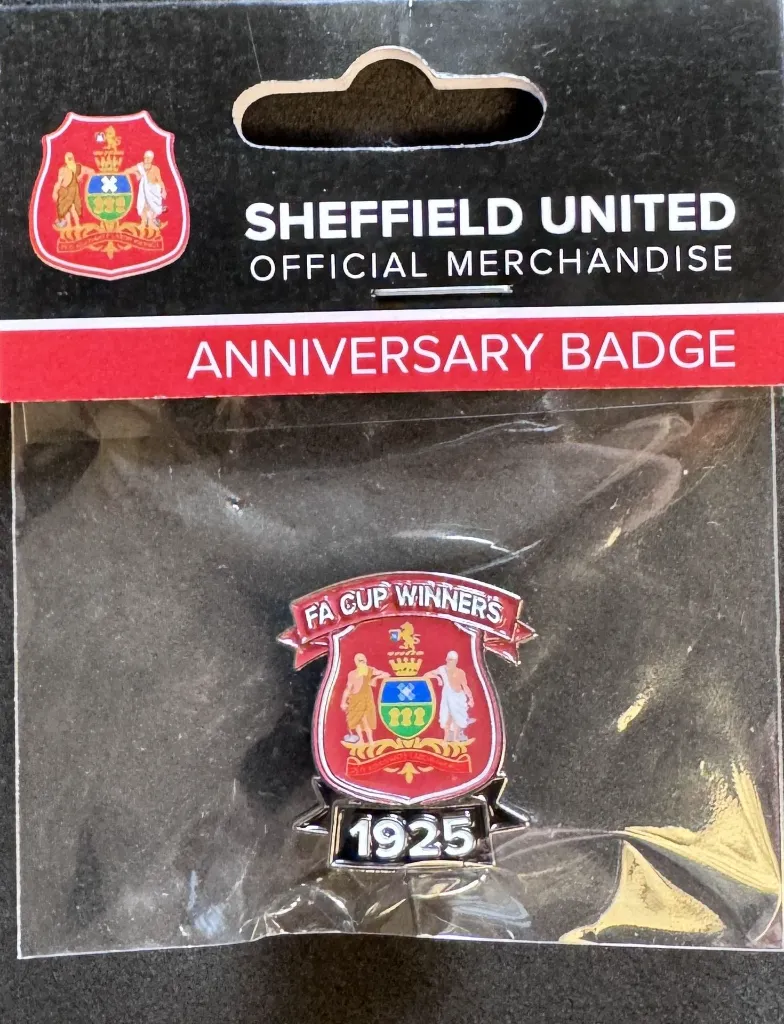 SHEFFIELD UNITED
OFFICIAL MERCHANDISE
ANNIVERSARY BADGE
FA CUP WINNERS
1925